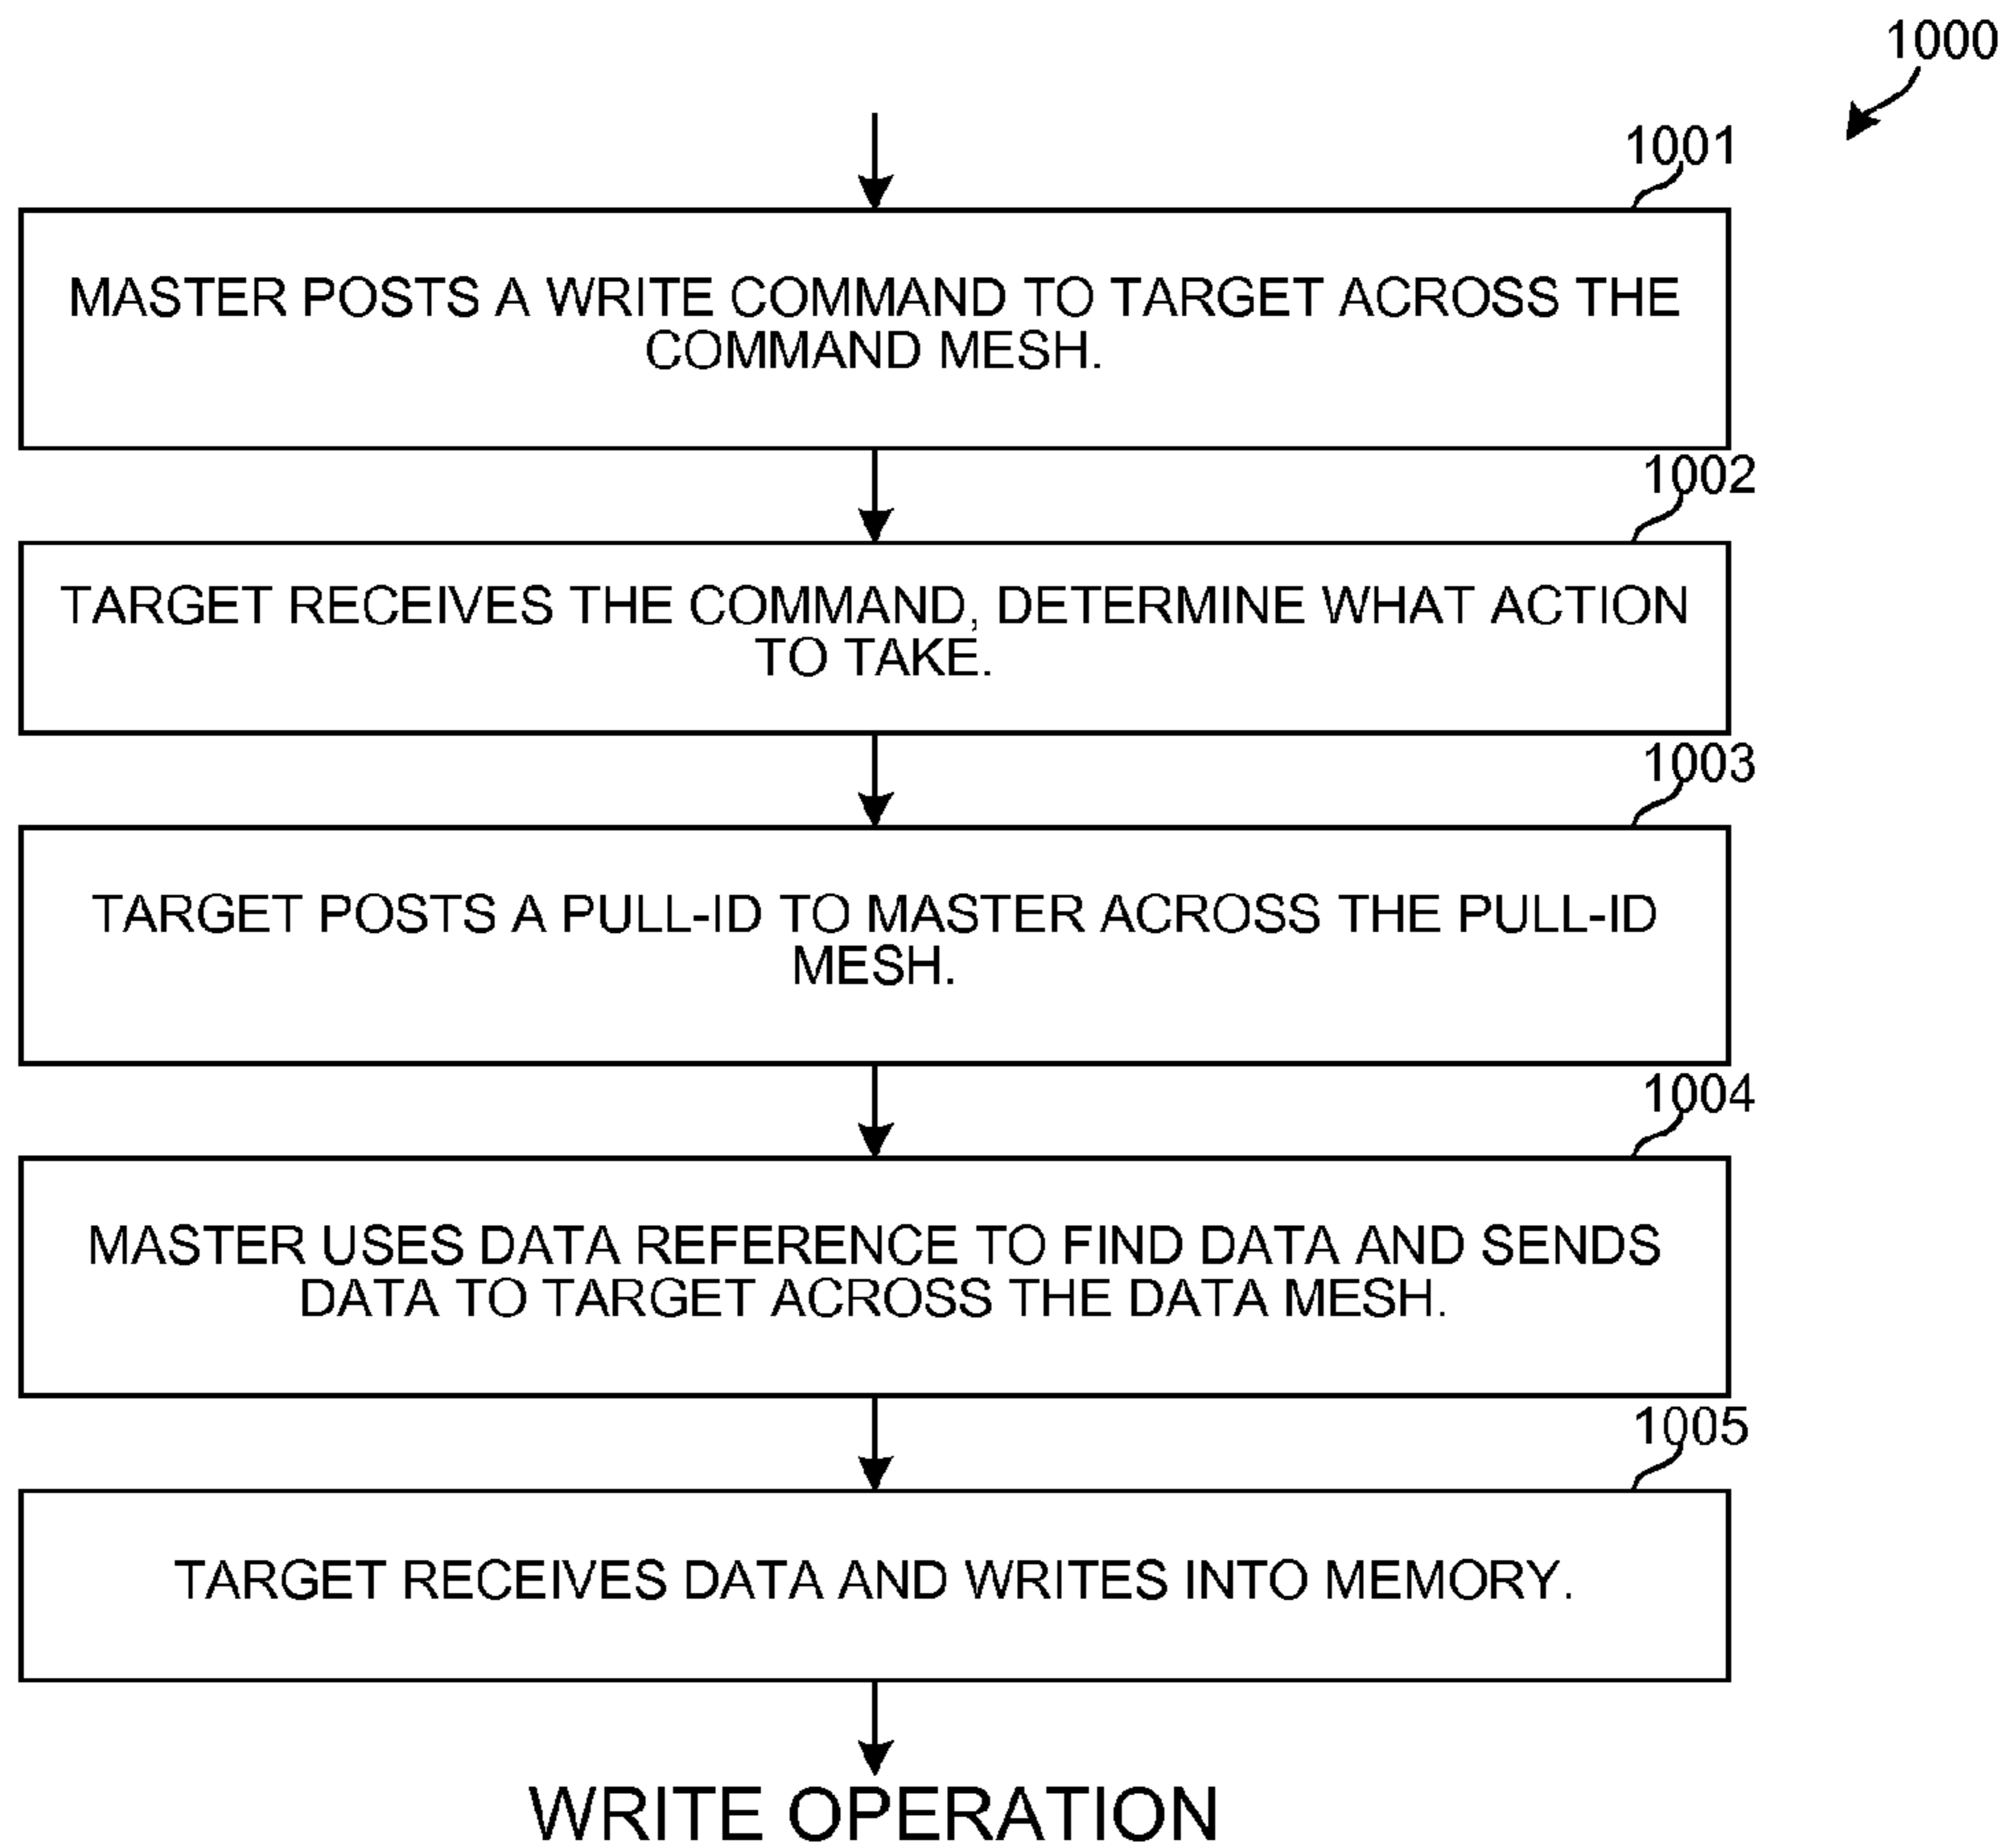 1000
1001
MASTER POSTS A WRITE COMMAND TO TARGET ACROSS THE
COMMAND MESH.
1002
TARGET RECEIVES THE COMMAND, DETERMINE WHAT ACTION
TO TAKE.
1003
TARGET POSTS A PULL-ID TO MASTER ACROSS THE PULL-ID
MESH.
1004
MASTER USES DATA REFERENCE TO FIND DATA AND SENDS
DATA TO TARGET ACROSS THE DATA MESH.
1005
TARGET RECEIVES DATA AND WRITES INTO MEMORY.
WRITE OPERATION